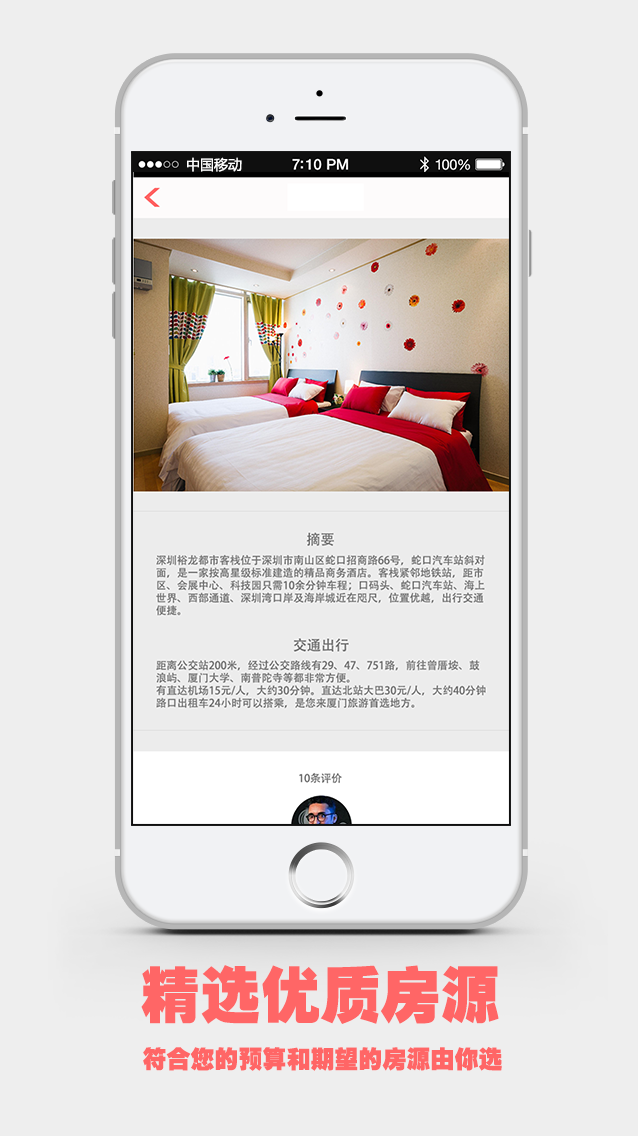 中国移动 7:10 PM 100%
摘要
深圳裕龙都市客栈位于深圳市南山区蛇口招商路66号，蛇口汽车站斜对
面，是一家按高星级标准建造的精品商务酒店。客栈紧邻地铁站，距市
区、会展中心、科技园只需10余分钟车程；口码头、蛇口汽车站、海上
世界、西部通道、深圳湾口岸及海岸城近在咫尺，位置优越，出行交通
便捷。
交通出行
距离公交站200米，经过公交路线有29、47、751路，前往曾厝垵、鼓
浪屿、厦门大学、南普陀寺等都非常方便。
有直达机场15元/人，大约30分钟。直达北站大巴30元/人，大约40分钟
路口出租车24小时可以搭乘，是您来厦门旅游首选地方。
10条评价
精选优质房源
符合您的预算和期望的房源由你选